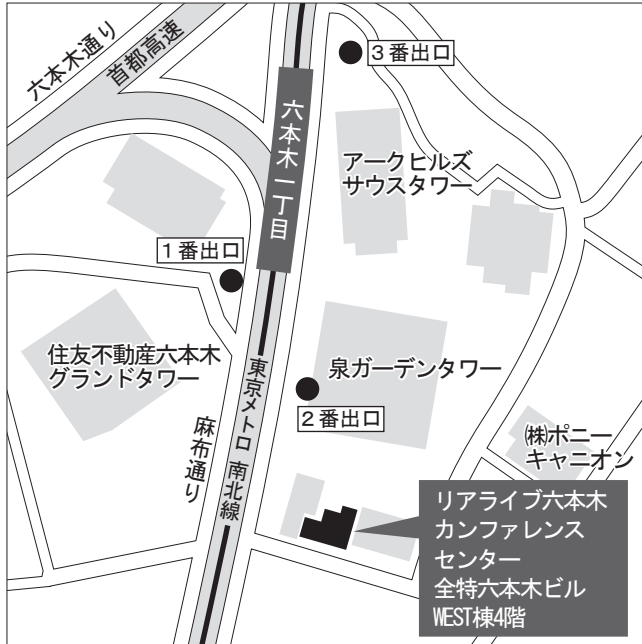 六本木通り
首都高速
3番出口
六本木一丁目
アークヒルズ
サウスタワー
1番出口
住友不動産六本木
グランドタワー
泉ガーデンタワー
東京メトロ 南北線
2番出口
麻布通り
㈱ポニー
キャニオン
リアライブ六本木
カンファレンス
センター
全特六本木ビル
WEST棟4階